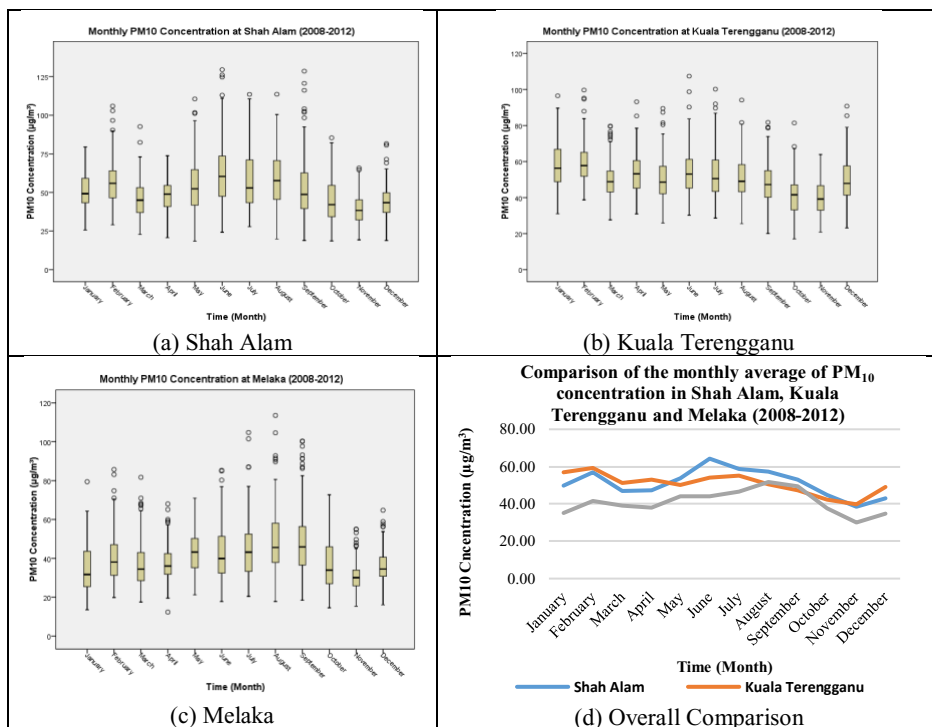 Monthly PM10 Concentration at Shah Alam (2008-2012)
PM10 Concentration (µg/m³)
125
100
75
50
25
0
January
February
March
April
May
June
July
August
September
October
November
December
Time (Month)
(a) Shah Alam
Monthly PM10 Concentration at Kuala Terengganu (2008-2012)
PM10 Concentration (µg/m³)
120
100
80
60
40
20
0
January
February
March
April
May
June
July
August
September
October
November
December
Time (Month)
(b) Kuala Terengganu
Monthly PM10 Concentration at Melaka (2008-2012)
PM10 Concentration (µg/m³)
120
100
80
60
40
20
0
January
February
March
April
May
June
July
August
September
October
November
December
Time (Month)
(c) Melaka
Comparison of the monthly average of PM₁₀
concentration in Shah Alam, Kuala
Terengganu and Melaka (2008-2012)
PM10 Cncentration (µg/m³)
80.00
60.00
40.00
20.00
0.00
January
February
March
April
May
June
July
August
September
October
November
December
Time (Month)
Shah Alam
Kuala Terengganu
(d) Overall Comparison